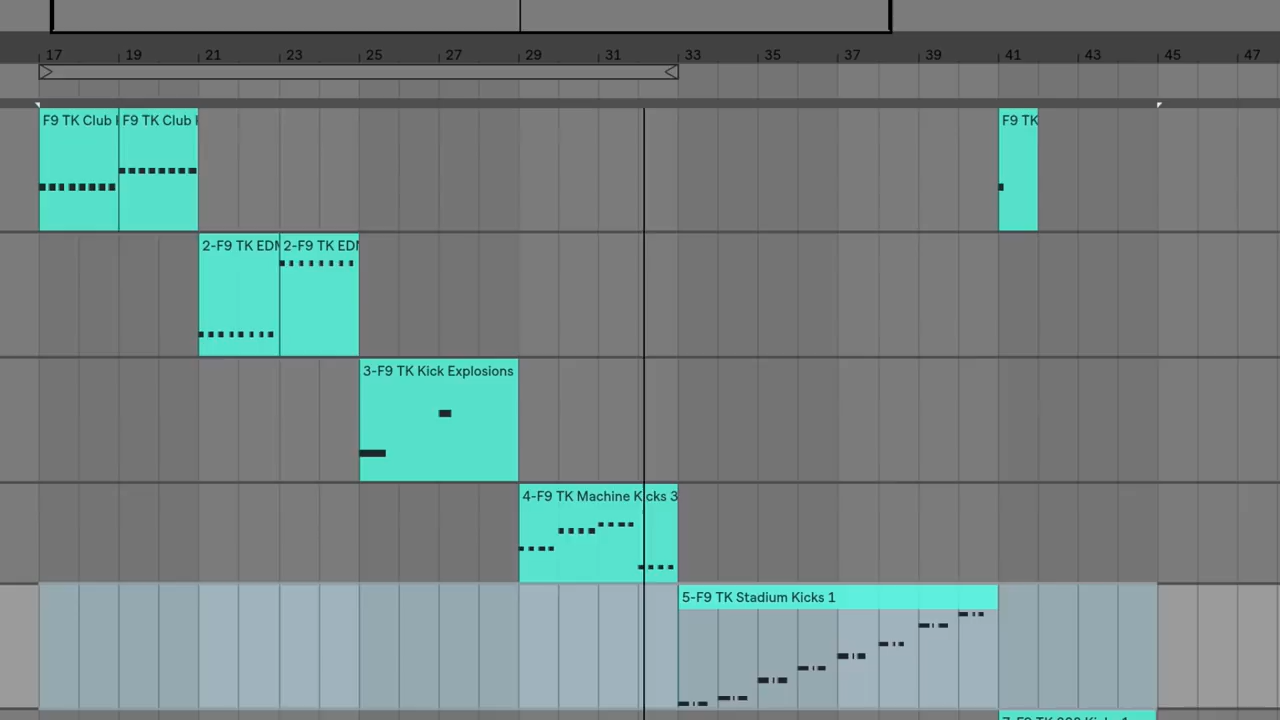 17 19 21 23 25 27 29 31 33 35 37 39 41 43 45 47
F9 TK Club F9 TK Club F9 TK
2-F9 TK 2-F9 TK
3-F9 TK Kick Explosions
4-F9 TK Machine Kicks 3
5-F9 TK Stadium Kicks 1